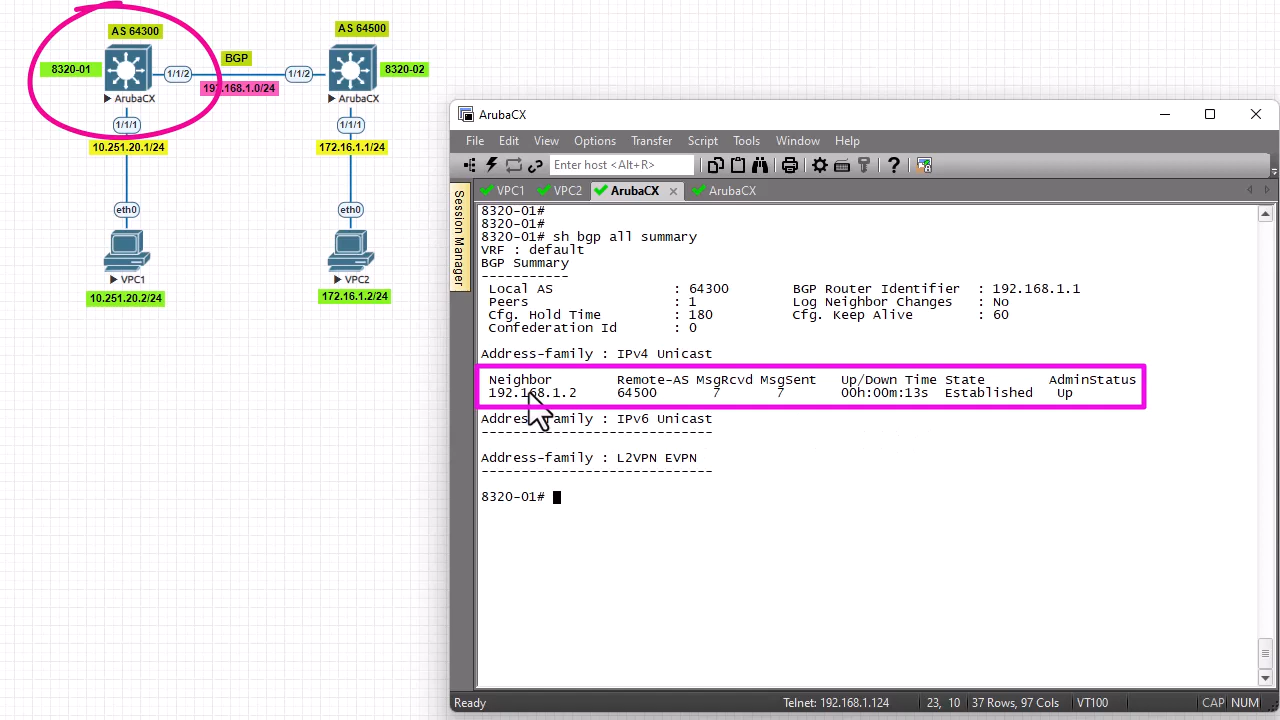 AS 64300
AS 64500
8320-01
1/1/2
BGP
1/1/2
8320-02
192.168.1.0/24
ArubaCX
ArubaCX
1/1/1
1/1/1
10.251.20.1/24
172.16.1.1/24
eth0
eth0
VPC1
VPC2
10.251.20.2/24
172.16.1.2/24
ArubaCX
File Edit View Options Transfer Script Tools Window Help
Enter host <Alt+R>
Session Manager
VPC1 VPC2 ArubaCX ArubaCX
8320-01#
8320-01#
8320-01# sh bgp all summary
VRF : default
BGP Summary
-----------
Local AS : 64300 BGP Router Identifier : 192.168.1.1
Peers : 1 Log Neighbor Changes : No
Cfg. Hold Time : 180 Cfg. Keep Alive : 60
Confederation Id : 0
Address-family : IPv4 Unicast
Neighbor Remote-AS MsgRcvd MsgSent Up/Down Time State AdminStatus
192.168.1.2 64500 7 7 00h:00m:13s Established Up
Address-family : IPv6 Unicast
-----------------------------
Address-family : L2VPN EVPN
-----------------------------
8320-01#
Ready Telnet: 192.168.1.124 23, 10 37 Rows, 97 Cols VT100 CAP NUM